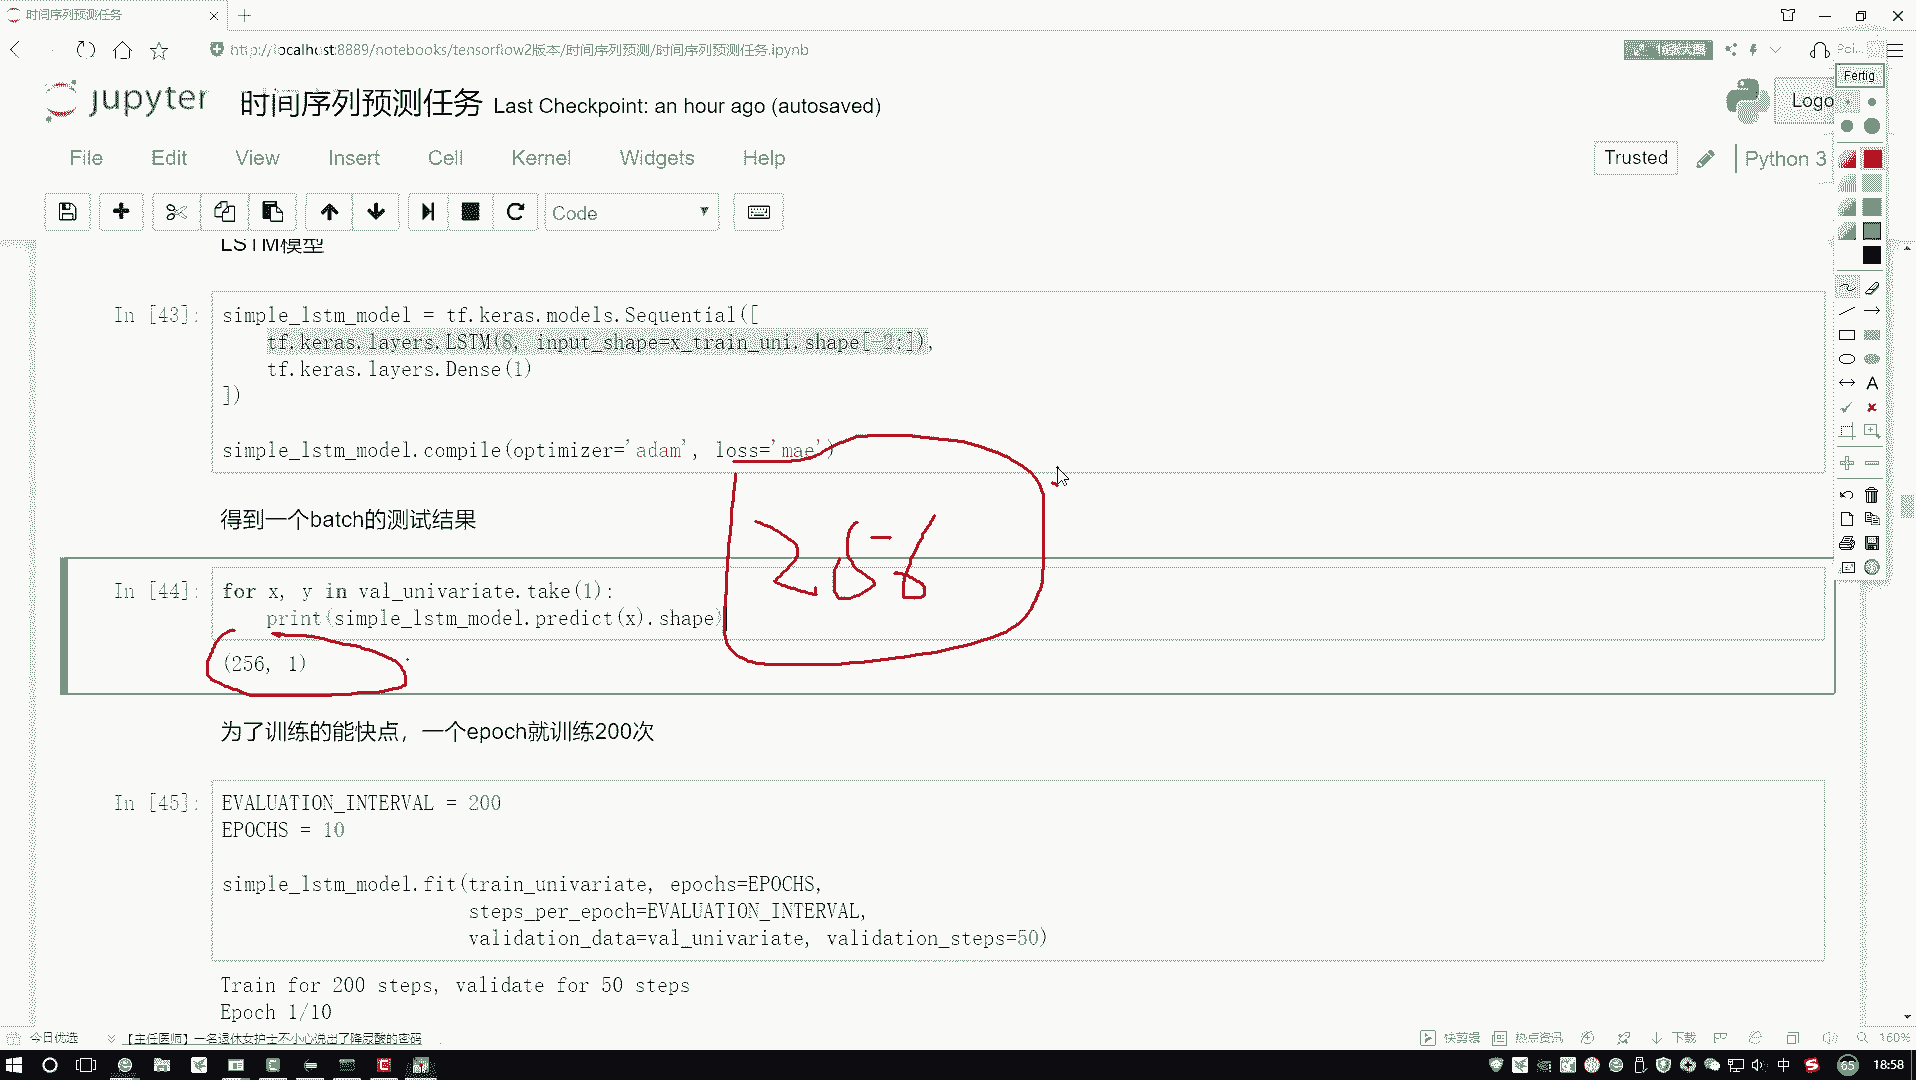 时间序列预测任务
http://localhost:8889/notebooks/tensorflow2版本/时间序列预测/时间序列预测任务.ipynb
Fertig
jupyter 时间序列预测任务 Last Checkpoint: an hour ago (autosaved)
Logo
File Edit View Insert Cell Kernel Widgets Help
Trusted
Python 3
Code
LSTM模型
In [43]:
simple_lstm_model = tf.keras.models.Sequential([
tf.keras.layers.LSTM(8, input_shape=x_train_uni.shape[-2:]),
tf.keras.layers.Dense(1)
])
simple_lstm_model.compile(optimizer='adam', loss='mae')
得到一个batch的测试结果
256
In [44]:
for x, y in val_univariate.take(1):
print(simple_lstm_model.predict(x).shape)
(256, 1)
为了训练的能快点，一个epoch就训练200次
In [45]:
EVALUATION_INTERVAL = 200
EPOCHS = 10
simple_lstm_model.fit(train_univariate, epochs=EPOCHS,
steps_per_epoch=EVALUATION_INTERVAL,
validation_data=val_univariate, validation_steps=50)
Train for 200 steps, validate for 50 steps
Epoch 1/10
今日优选
【主任医师】一名退休女护士不小心说出了降尿酸的密码
快剪辑 热点资讯 下载 160%
中 65 18:58